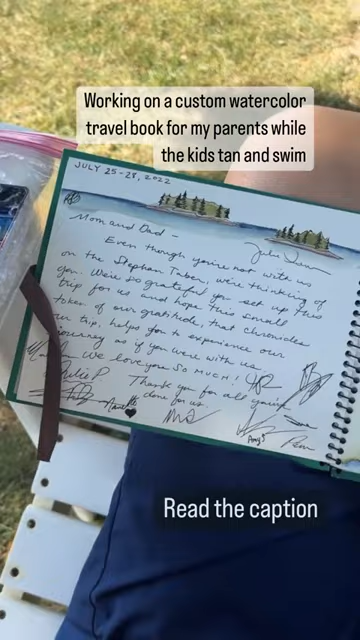 Working on a custom watercolor
travel book for my parents while
the kids tan and swim
JULY 25-28, 2022
Mom and Dad -
Even though you're not with us
on the Stephan Taber, we're thinking of
you. We're so grateful you set up this
trip for us and hope this small
token of our gratitude, that chronicles
our trip, helps you to experience our
journey as if you were with us.
We love you SO MUCH!
Thank you for all you've
done for us.
Julie P.
Amy
Read the caption